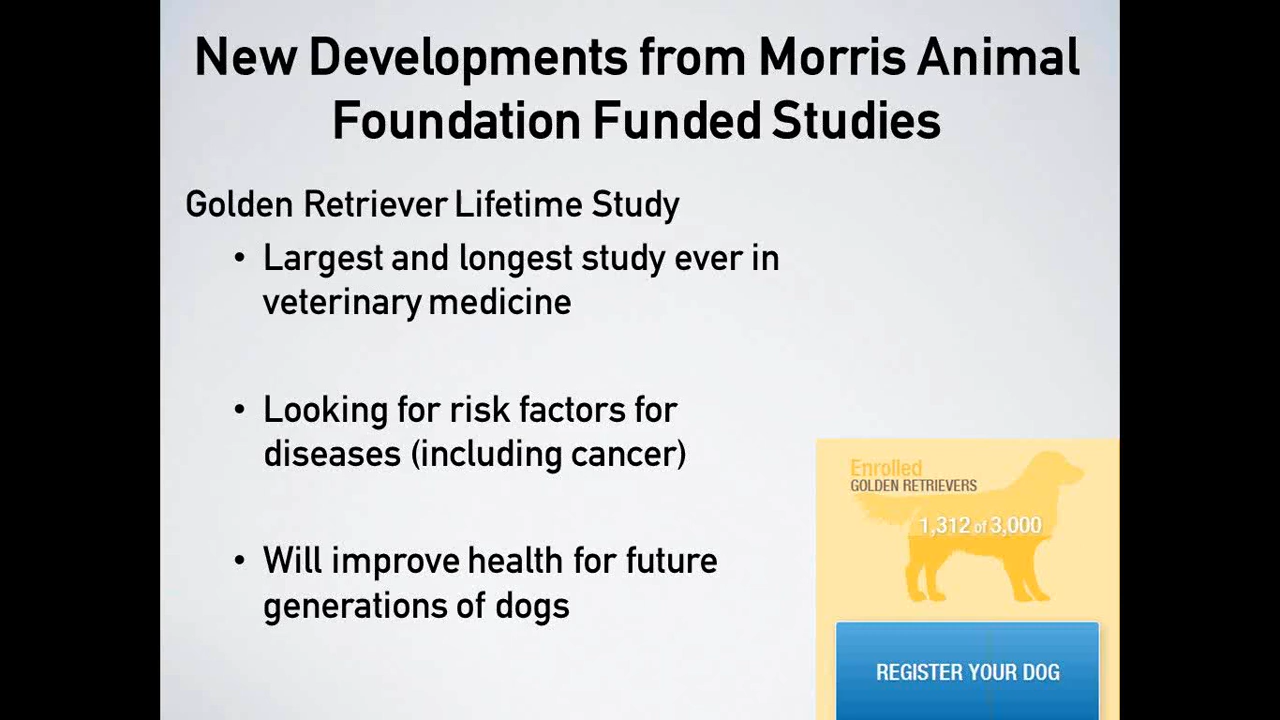 New Developments from Morris Animal
Foundation Funded Studies
Golden Retriever Lifetime Study
• Largest and longest study ever in
veterinary medicine
• Looking for risk factors for
diseases (including cancer)
• Will improve health for future
generations of dogs
Enrolled
GOLDEN RETRIEVERS
1,312 of 3,000
REGISTER YOUR DOG